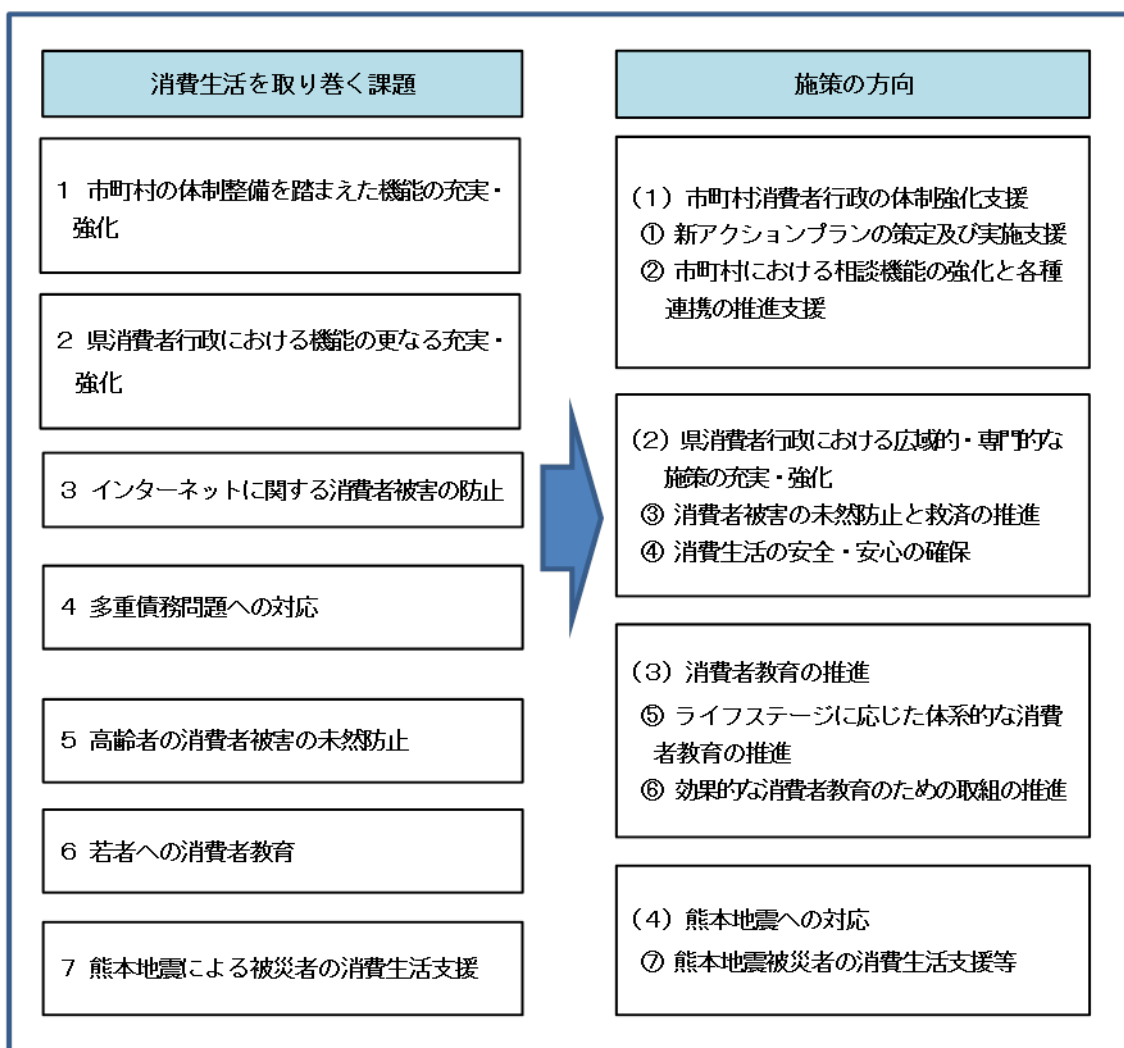 消費生活を取り巻く課題
1 市町村の体制整備を踏まえた機能の充実・
強化
2 県消費者行政における機能の更なる充実・
強化
3 インターネットに関する消費者被害の防止
4 多重債務問題への対応
5 高齢者の消費者被害の未然防止
6 若者への消費者教育
7 熊本地震による被災者の消費生活支援
施策の方向
(1)市町村消費者行政の体制強化支援
① 新アクションプランの策定及び実施支援
② 市町村における相談機能の強化と各種
連携の推進支援
(2)県消費者行政における広域的・専門的な
施策の充実・強化
③ 消費者被害の未然防止と救済の推進
④ 消費生活の安全・安心の確保
(3)消費者教育の推進
⑤ ライフステージに応じた体系的な消費
者教育の推進
⑥ 効果的な消費者教育のための取組の推進
(4)熊本地震への対応
⑦ 熊本地震被災者の消費生活支援等